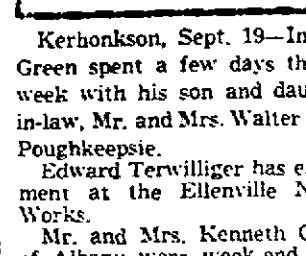 Kerhonkson, Sept. 19—In
Green spent a few days th
week with his son and dau
in-law, Mr. and Mrs. Walter
Poughkeepsie.
Edward Terwilliger has e
ment at the Ellenville N
Works.
Mr. and Mrs. Kenneth C
of Albany were week-end